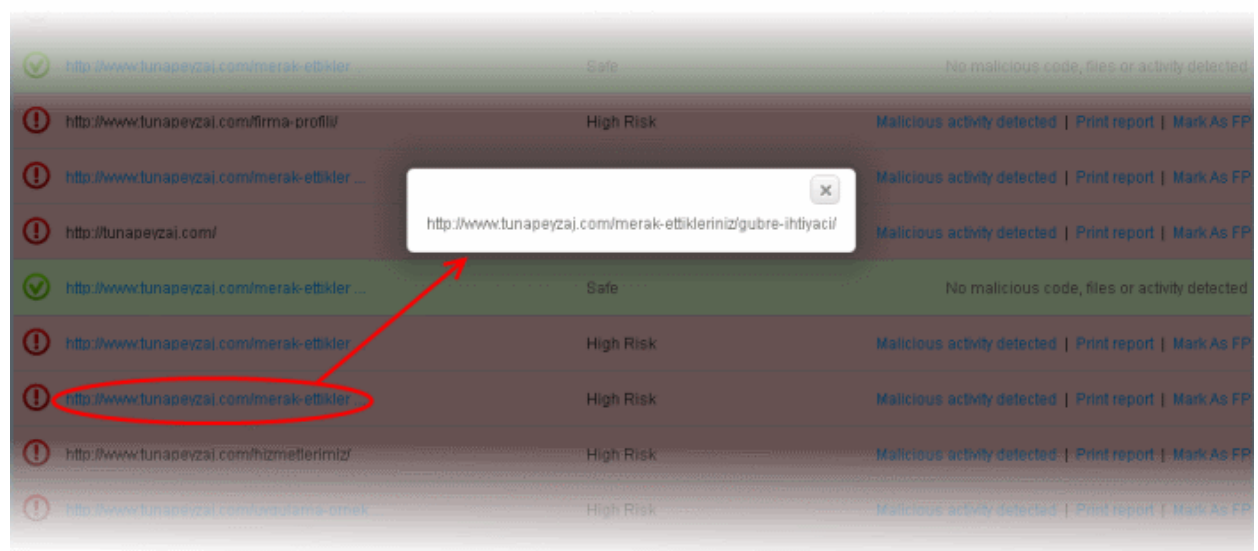 http://www.tunapeyzaj.com/merak-ettikler ... Safe No malicious code, files or activity detected
http://www.tunapeyzaj.com/firma-profili/ High Risk Malicious activity detected | Print report | Mark As FP
http://www.tunapeyzaj.com/merak-ettikler ... Malicious activity detected | Print report | Mark As FP
http://www.tunapeyzaj.com/merak-ettikleriniz/gubre-ihtiyaci/
http://tunapeyzaj.com/ Malicious activity detected | Print report | Mark As FP
http://www.tunapeyzaj.com/merak-ettikler ... Safe No malicious code, files or activity detected
http://www.tunapeyzaj.com/merak-ettikler ... High Risk Malicious activity detected | Print report | Mark As FP
http://www.tunapeyzaj.com/merak-ettikler ... High Risk Malicious activity detected | Print report | Mark As FP
http://www.tunapeyzaj.com/hizmetlerimiz/ High Risk Malicious activity detected | Print report | Mark As FP
http://www.tunapeyzaj.com/uygulama-ornek High Risk Malicious activity detected | Print report | Mark As FP